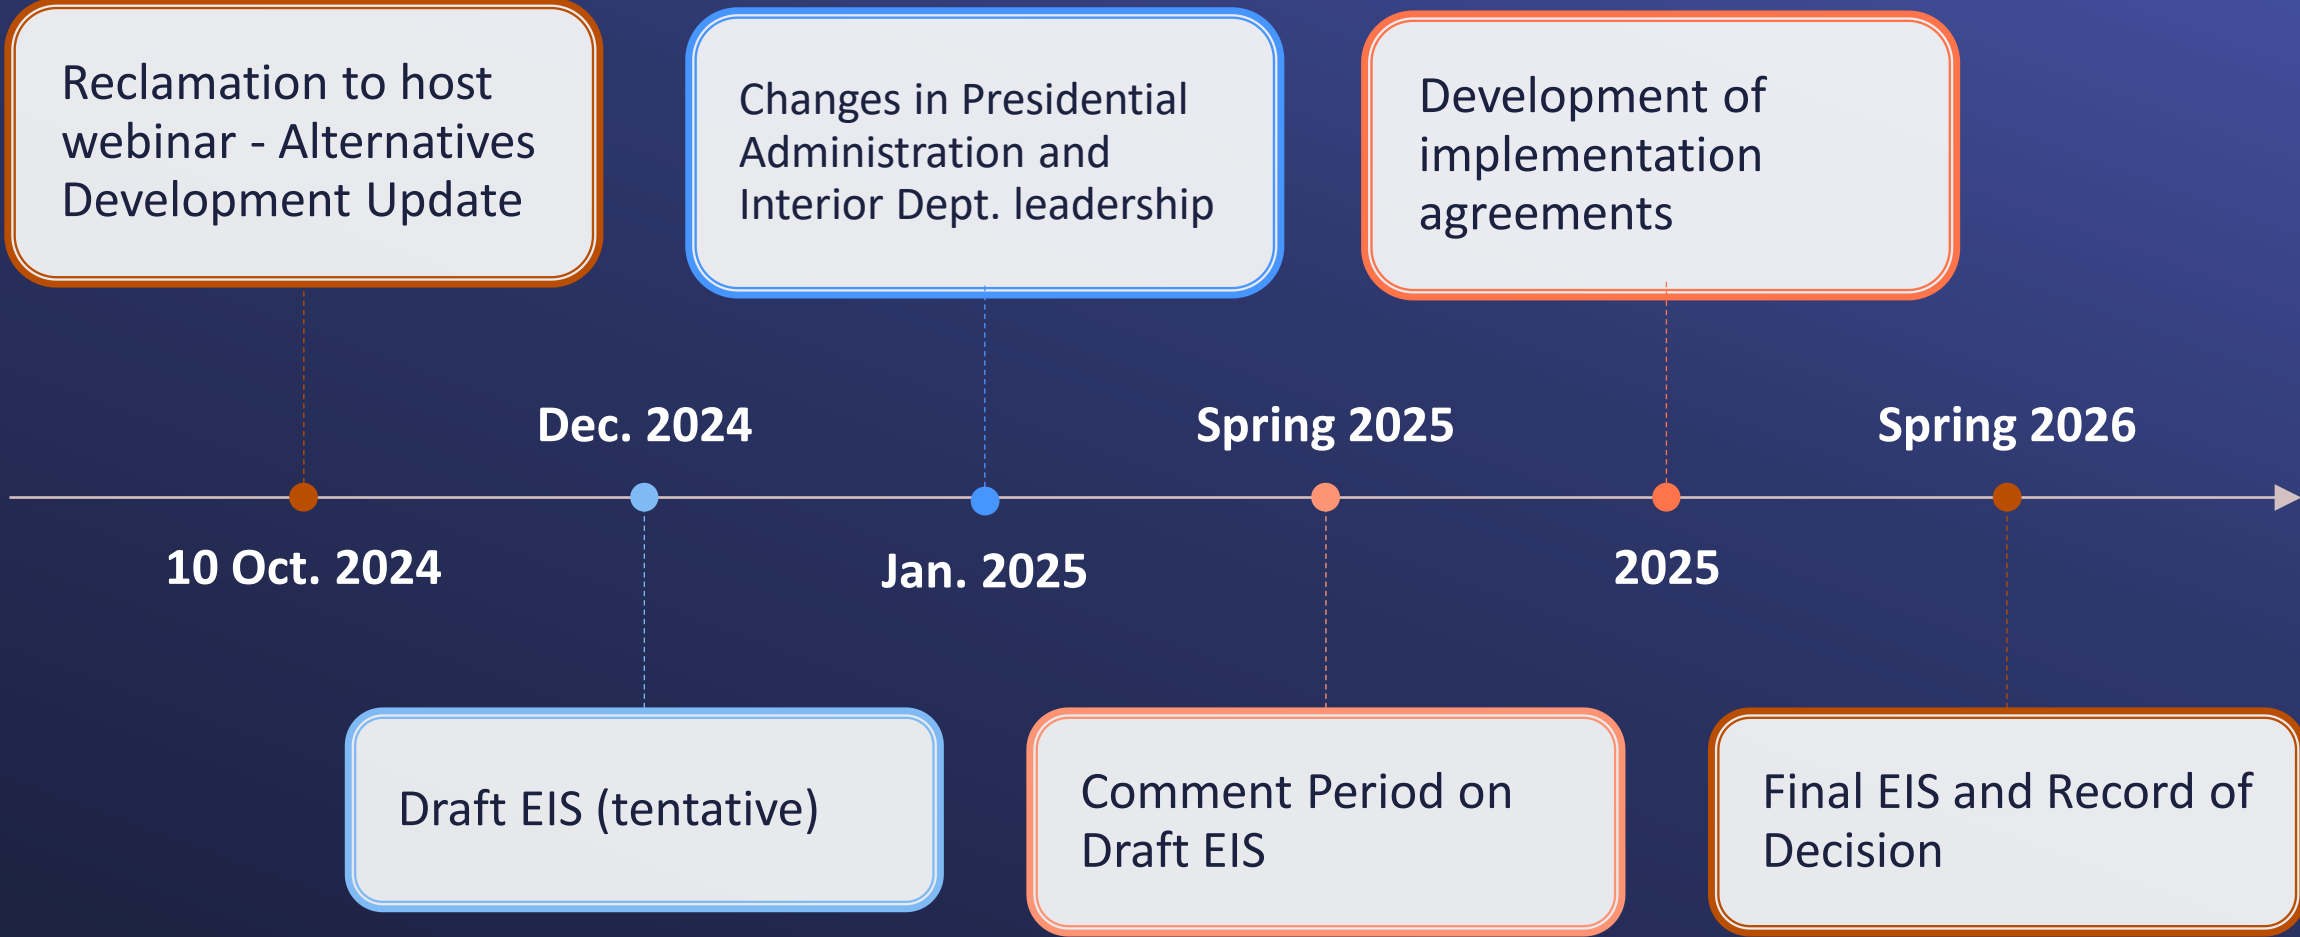 Reclamation to host
webinar - Alternatives
Development Update
Changes in Presidential
Administration and
Interior Dept. leadership
Development of
implementation
agreements
Dec. 2024
Spring 2025
Spring 2026
10 Oct. 2024
Jan. 2025
2025
Draft EIS (tentative)
Comment Period on
Draft EIS
Final EIS and Record of
Decision